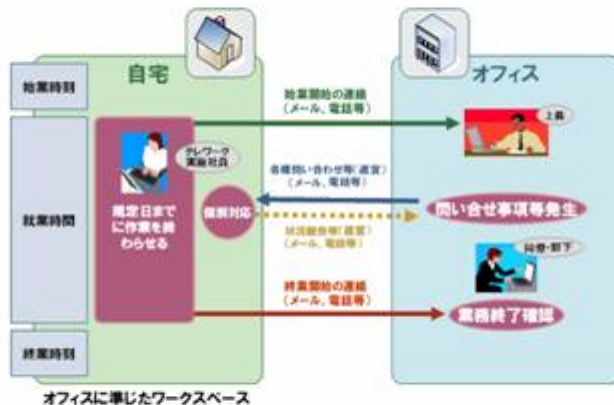 自宅
オフィス
始業時刻
始業開始の連絡
（メール、電話等）
上長
テレワーク
実施社員
各種問い合わせ等（適宜）
（メール、電話等）
就業時間
規定日まで
に作業を終
わらせる
個別対応
問い合せ事項等発生
状況報告等（適宜）
（メール、電話等）
同僚・部下
終業開始の連絡
（メール、電話等）
業務終了確認
終業時刻
オフィスに準じたワークスペース